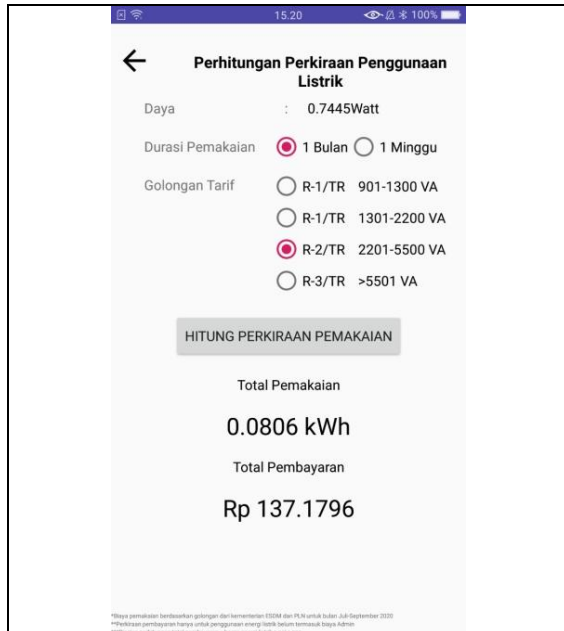 15.20 100%
Perhitungan Perkiraan Penggunaan
Listrik
Daya : 0.7445Watt
Durasi Pemakaian 1 Bulan 1 Minggu
Golongan Tarif R-1/TR 901-1300 VA
R-1/TR 1301-2200 VA
R-2/TR 2201-5500 VA
R-3/TR >5501 VA
HITUNG PERKIRAAN PEMAKAIAN
Total Pemakaian
0.0806 kWh
Total Pembayaran
Rp 137.1796
*Biaya pemakaian berdasarkan golongan dari kementerian ESDM dan PLN untuk bulan Juli-September 2020
**Perkiraan pembayaran hanya untuk penggunaan energi listrik belum termasuk biaya Admin